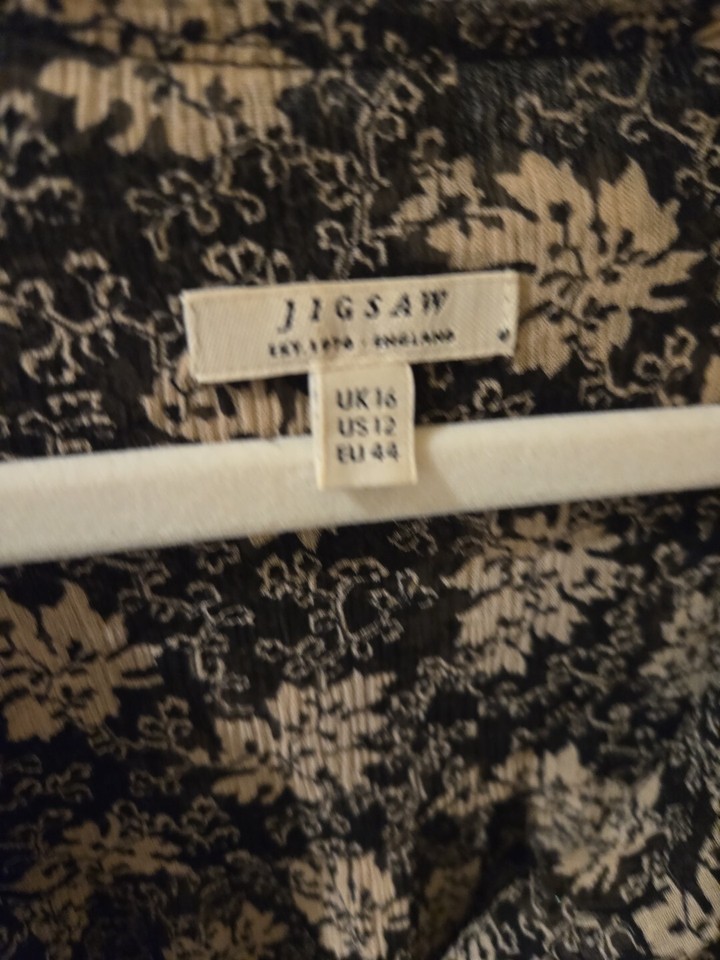 JIGSAW
EST. 1970 · ENGLAND
UK 16
US 12
EU 44